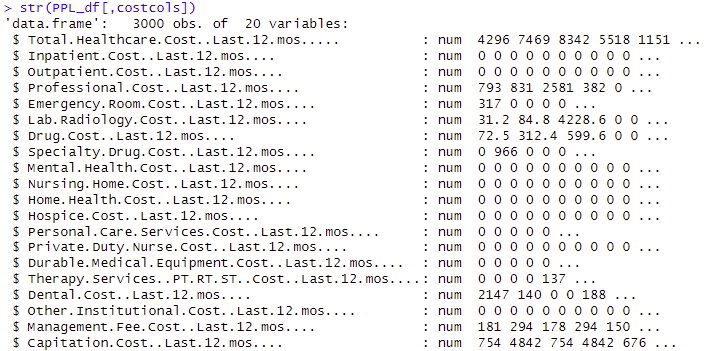 > str(PPL_df[,costcols])
'data.frame':   3000 obs. of  20 variables:
 $ Total.Healthcare.Cost..Last.12.mos.....          : num  4296 7469 8342 5518 1151 ...
 $ Inpatient.Cost..Last.12.mos....                  : num  0 0 0 0 0 0 0 0 0 0 ...
 $ Outpatient.Cost..Last.12.mos....                 : num  0 0 0 0 0 0 0 0 0 0 ...
 $ Professional.Cost..Last.12.mos....               : num  793 831 2581 382 0 ...
 $ Emergency.Room.Cost..Last.12.mos....             : num  317 0 0 0 0 ...
 $ Lab.Radiology.Cost..Last.12.mos....              : num  31.2 84.8 4228.6 0 0 ...
 $ Drug.Cost..Last.12.mos....                       : num  72.5 312.4 599.6 0 0 ...
 $ Specialty.Drug.Cost..Last.12.mos....             : num  0 966 0 0 0 ...
 $ Mental.Health.Cost..Last.12.mos....              : num  0 0 0 0 0 0 0 0 0 0 ...
 $ Nursing.Home.Cost..Last.12.mos....               : num  0 0 0 0 0 0 0 0 0 0 ...
 $ Home.Health.Cost..Last.12.mos....                : num  0 0 0 0 0 0 0 0 0 0 ...
 $ Hospice.Cost..Last.12.mos....                    : num  0 0 0 0 0 0 0 0 0 0 ...
 $ Personal.Care.Services.Cost..Last.12.mos....     : num  0 0 0 0 0 ...
 $ Private.Duty.Nurse.Cost..Last.12.mos....         : num  0 0 0 0 0 0 0 0 0 0 ...
 $ Durable.Medical.Equipment.Cost..Last.12.mos....  : num  0 0 0 0 0 ...
 $ Therapy.Services..PT.RT.ST..Cost..Last.12.mos....: num  0 0 0 0 137 ...
 $ Dental.Cost..Last.12.mos....                     : num  2147 140 0 0 188 ...
 $ Other.Institutional.Cost..Last.12.mos....        : num  0 0 0 0 0 0 0 0 0 0 ...
 $ Management.Fee.Cost..Last.12.mos....             : num  181 294 178 294 150 ...
 $ Capitation.Cost..Last.12.mos....                 : num  754 4842 754 4842 676 ...